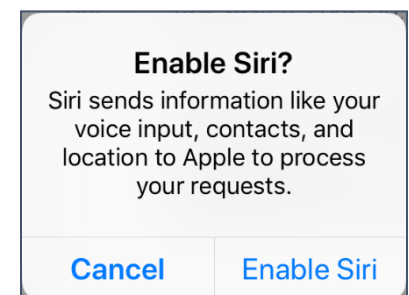 Enable Siri?
Siri sends information like your
voice input, contacts, and
location to Apple to process
your requests.
Cancel
Enable Siri